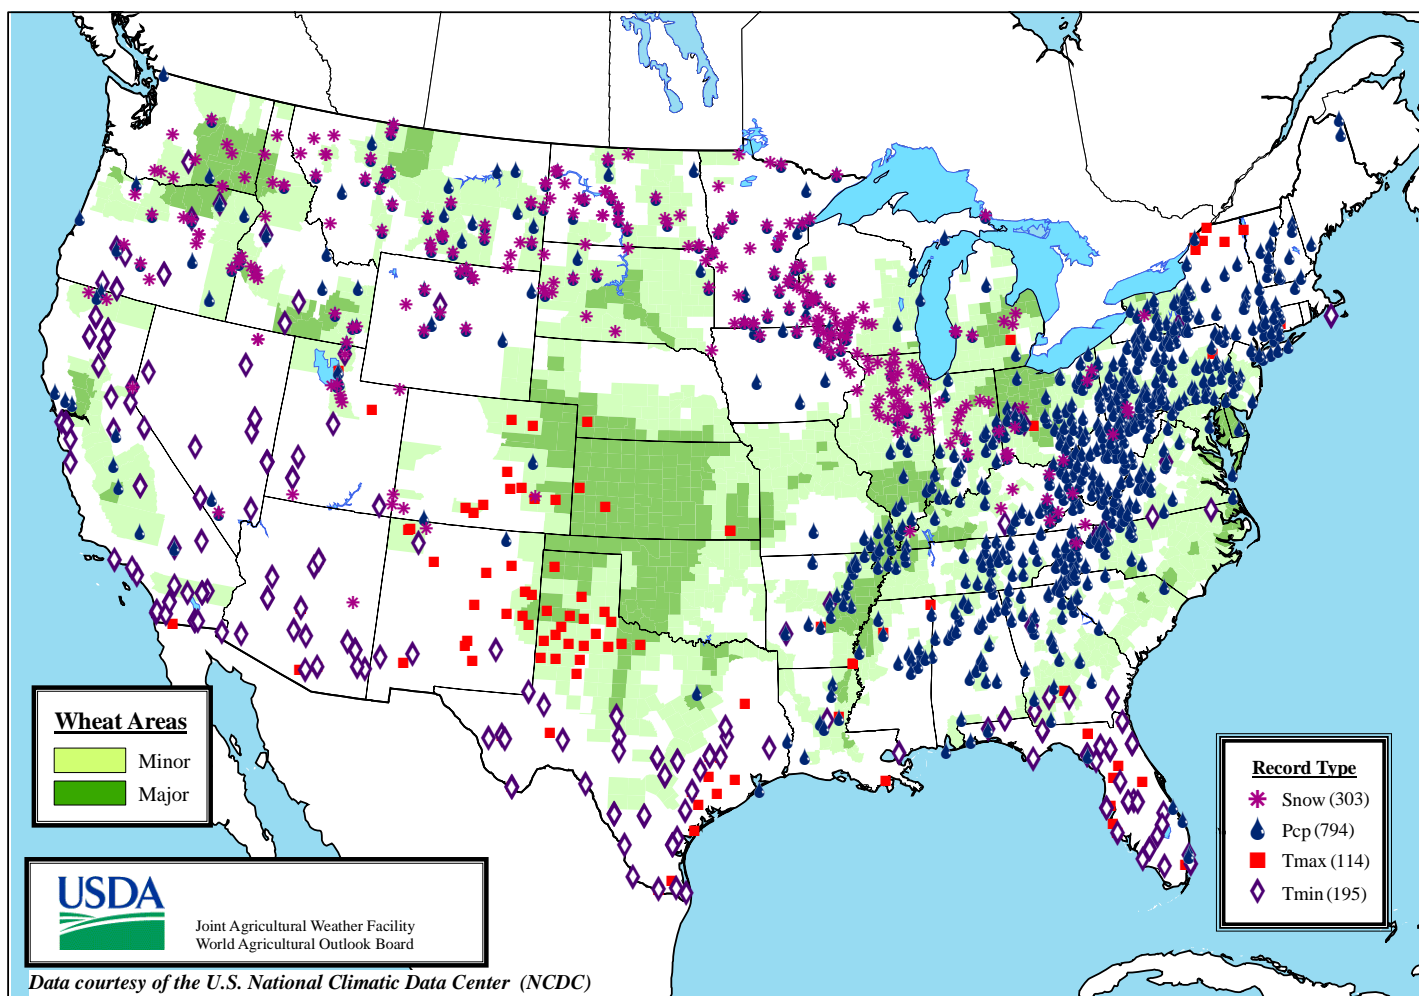 Wheat Areas
Minor
Major
Record Type
Snow (303)
Pcp (794)
Tmax (114)
Tmin (195)
USDA
Joint Agricultural Weather Facility
World Agricultural Outlook Board
Data courtesy of the U.S. National Climatic Data Center (NCDC)